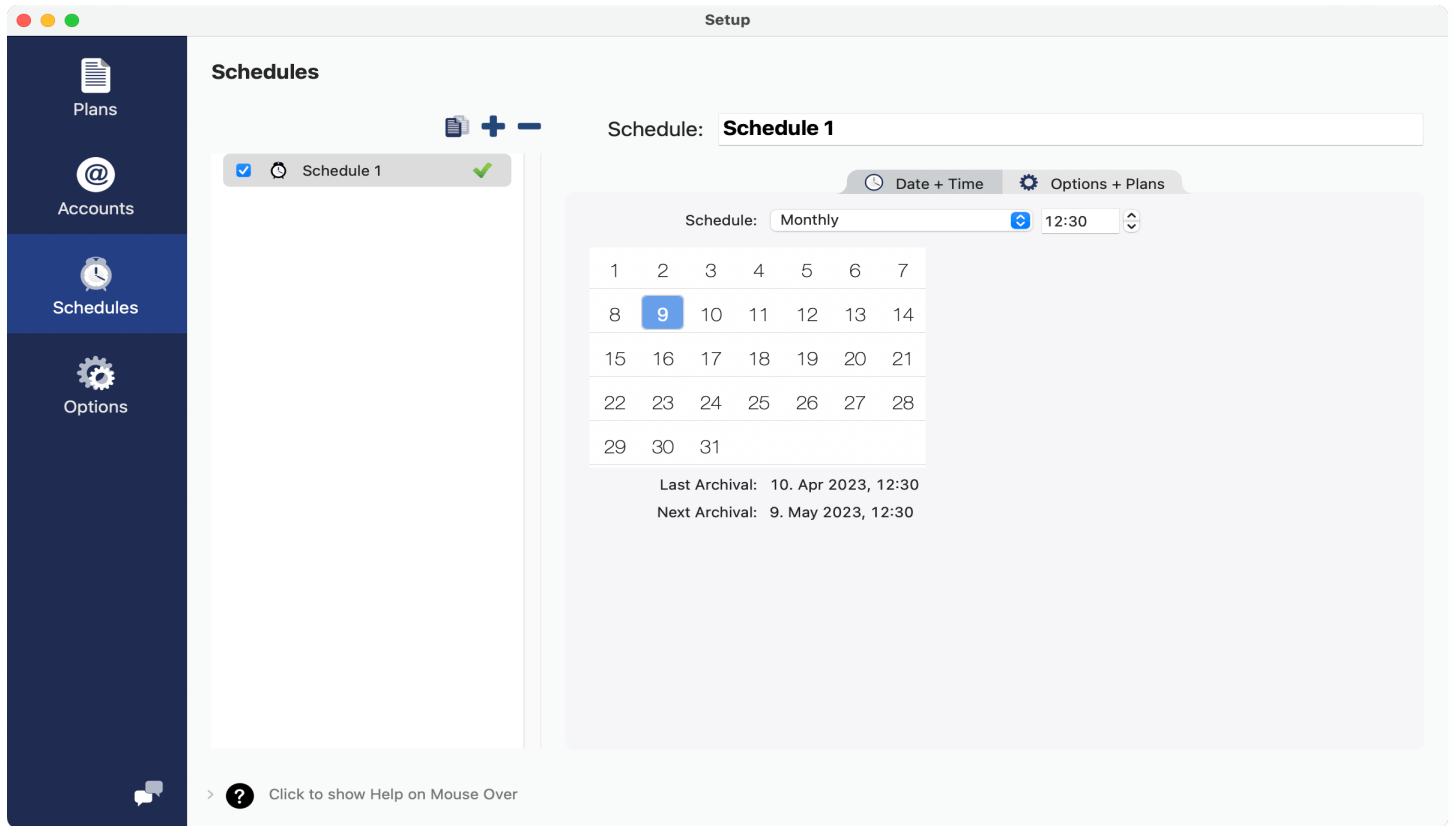 Setup
Plans
Accounts
Schedules
Options
Schedules
Schedule 1
Schedule: Schedule 1
Date + Time Options + Plans
Schedule: Monthly 12:30
1 2 3 4 5 6 7
8 9 10 11 12 13 14
15 16 17 18 19 20 21
22 23 24 25 26 27 28
29 30 31
Last Archival: 10. Apr 2023, 12:30
Next Archival: 9. May 2023, 12:30
? Click to show Help on Mouse Over